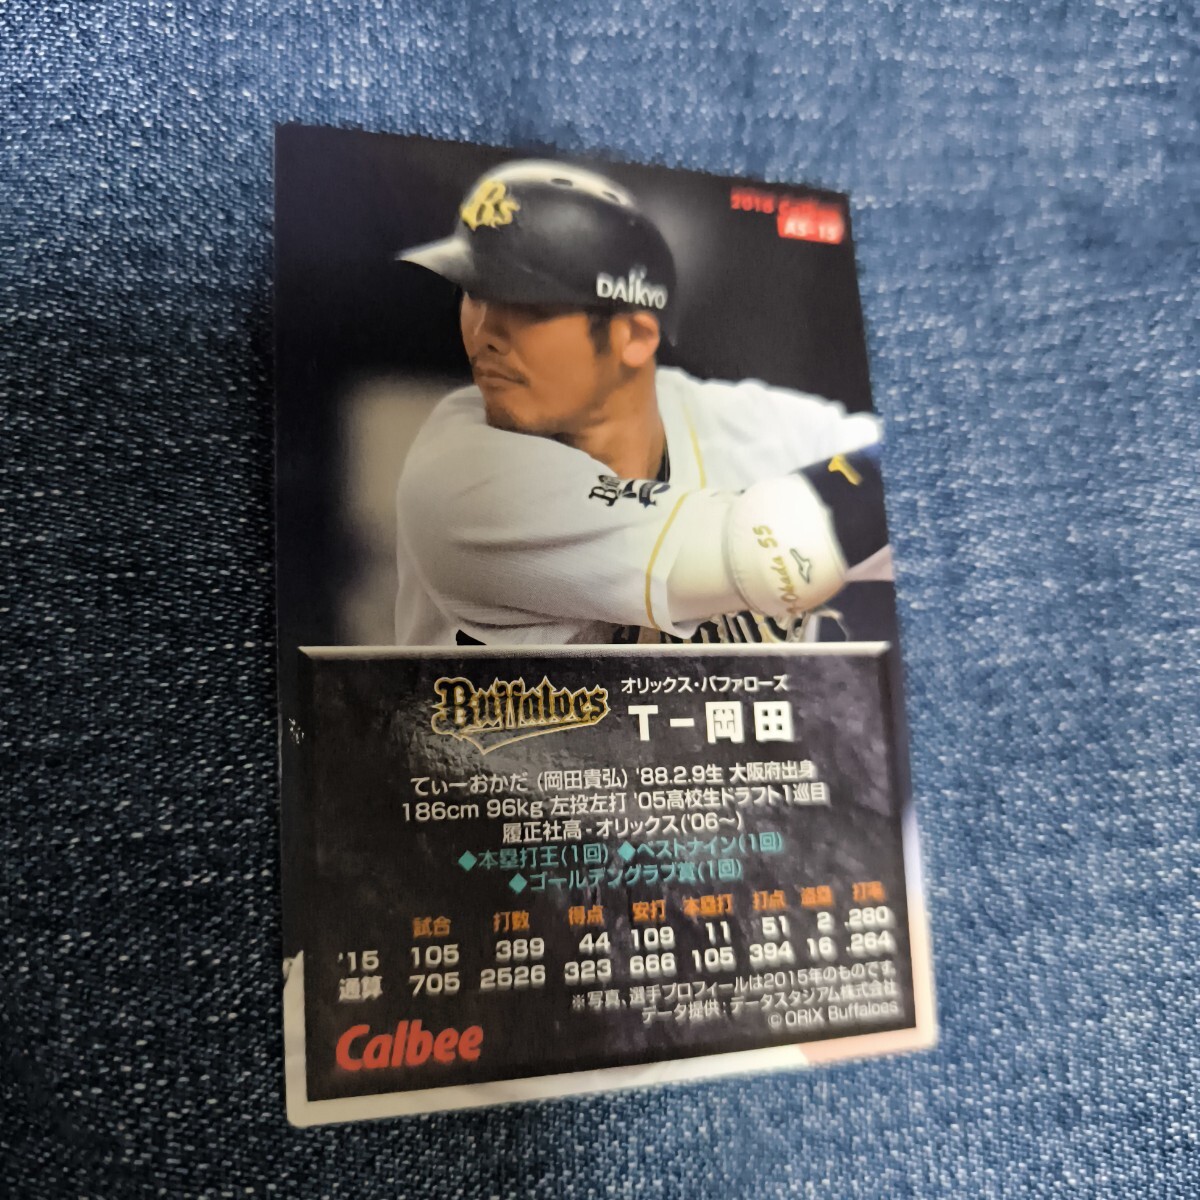 B's
DAIKYO
2016 Calbee
AS-15
Okada 55
Buffaloes
オリックス・バファローズ
T-岡田
てぃーおかだ (岡田貴弘) '88.2.9生 大阪府出身
186cm 96kg 左投左打 '05高校生ドラフト1巡目
履正社高-オリックス('06〜)
◆本塁打王(1回) ◆ベストナイン(1回)
◆ゴールデングラブ賞(1回)
試合 打数 得点 安打 本塁打 打点 盗塁 打率
'15 105 389 44 109 11 51 2 .280
通算 705 2526 323 666 105 394 16 .264
※写真、選手プロフィールは2015年のものです。
データ提供:データスタジアム株式会社
© ORIX Buffaloes
Calbee